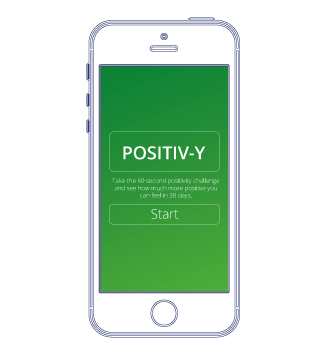 POSITIV-Y
Take the 60 second positivity challenge
and see how much more positive you
can feel in 30 days.
Start